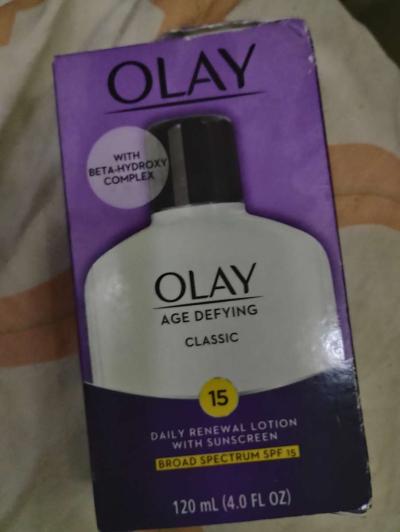 OLAY
WITH
BETA-HYDROXY
COMPLEX
OLAY
AGE DEFYING
CLASSIC
15
DAILY RENEWAL LOTION
WITH SUNSCREEN
BROAD SPECTRUM SPF 15
120 mL (4.0 FL OZ)